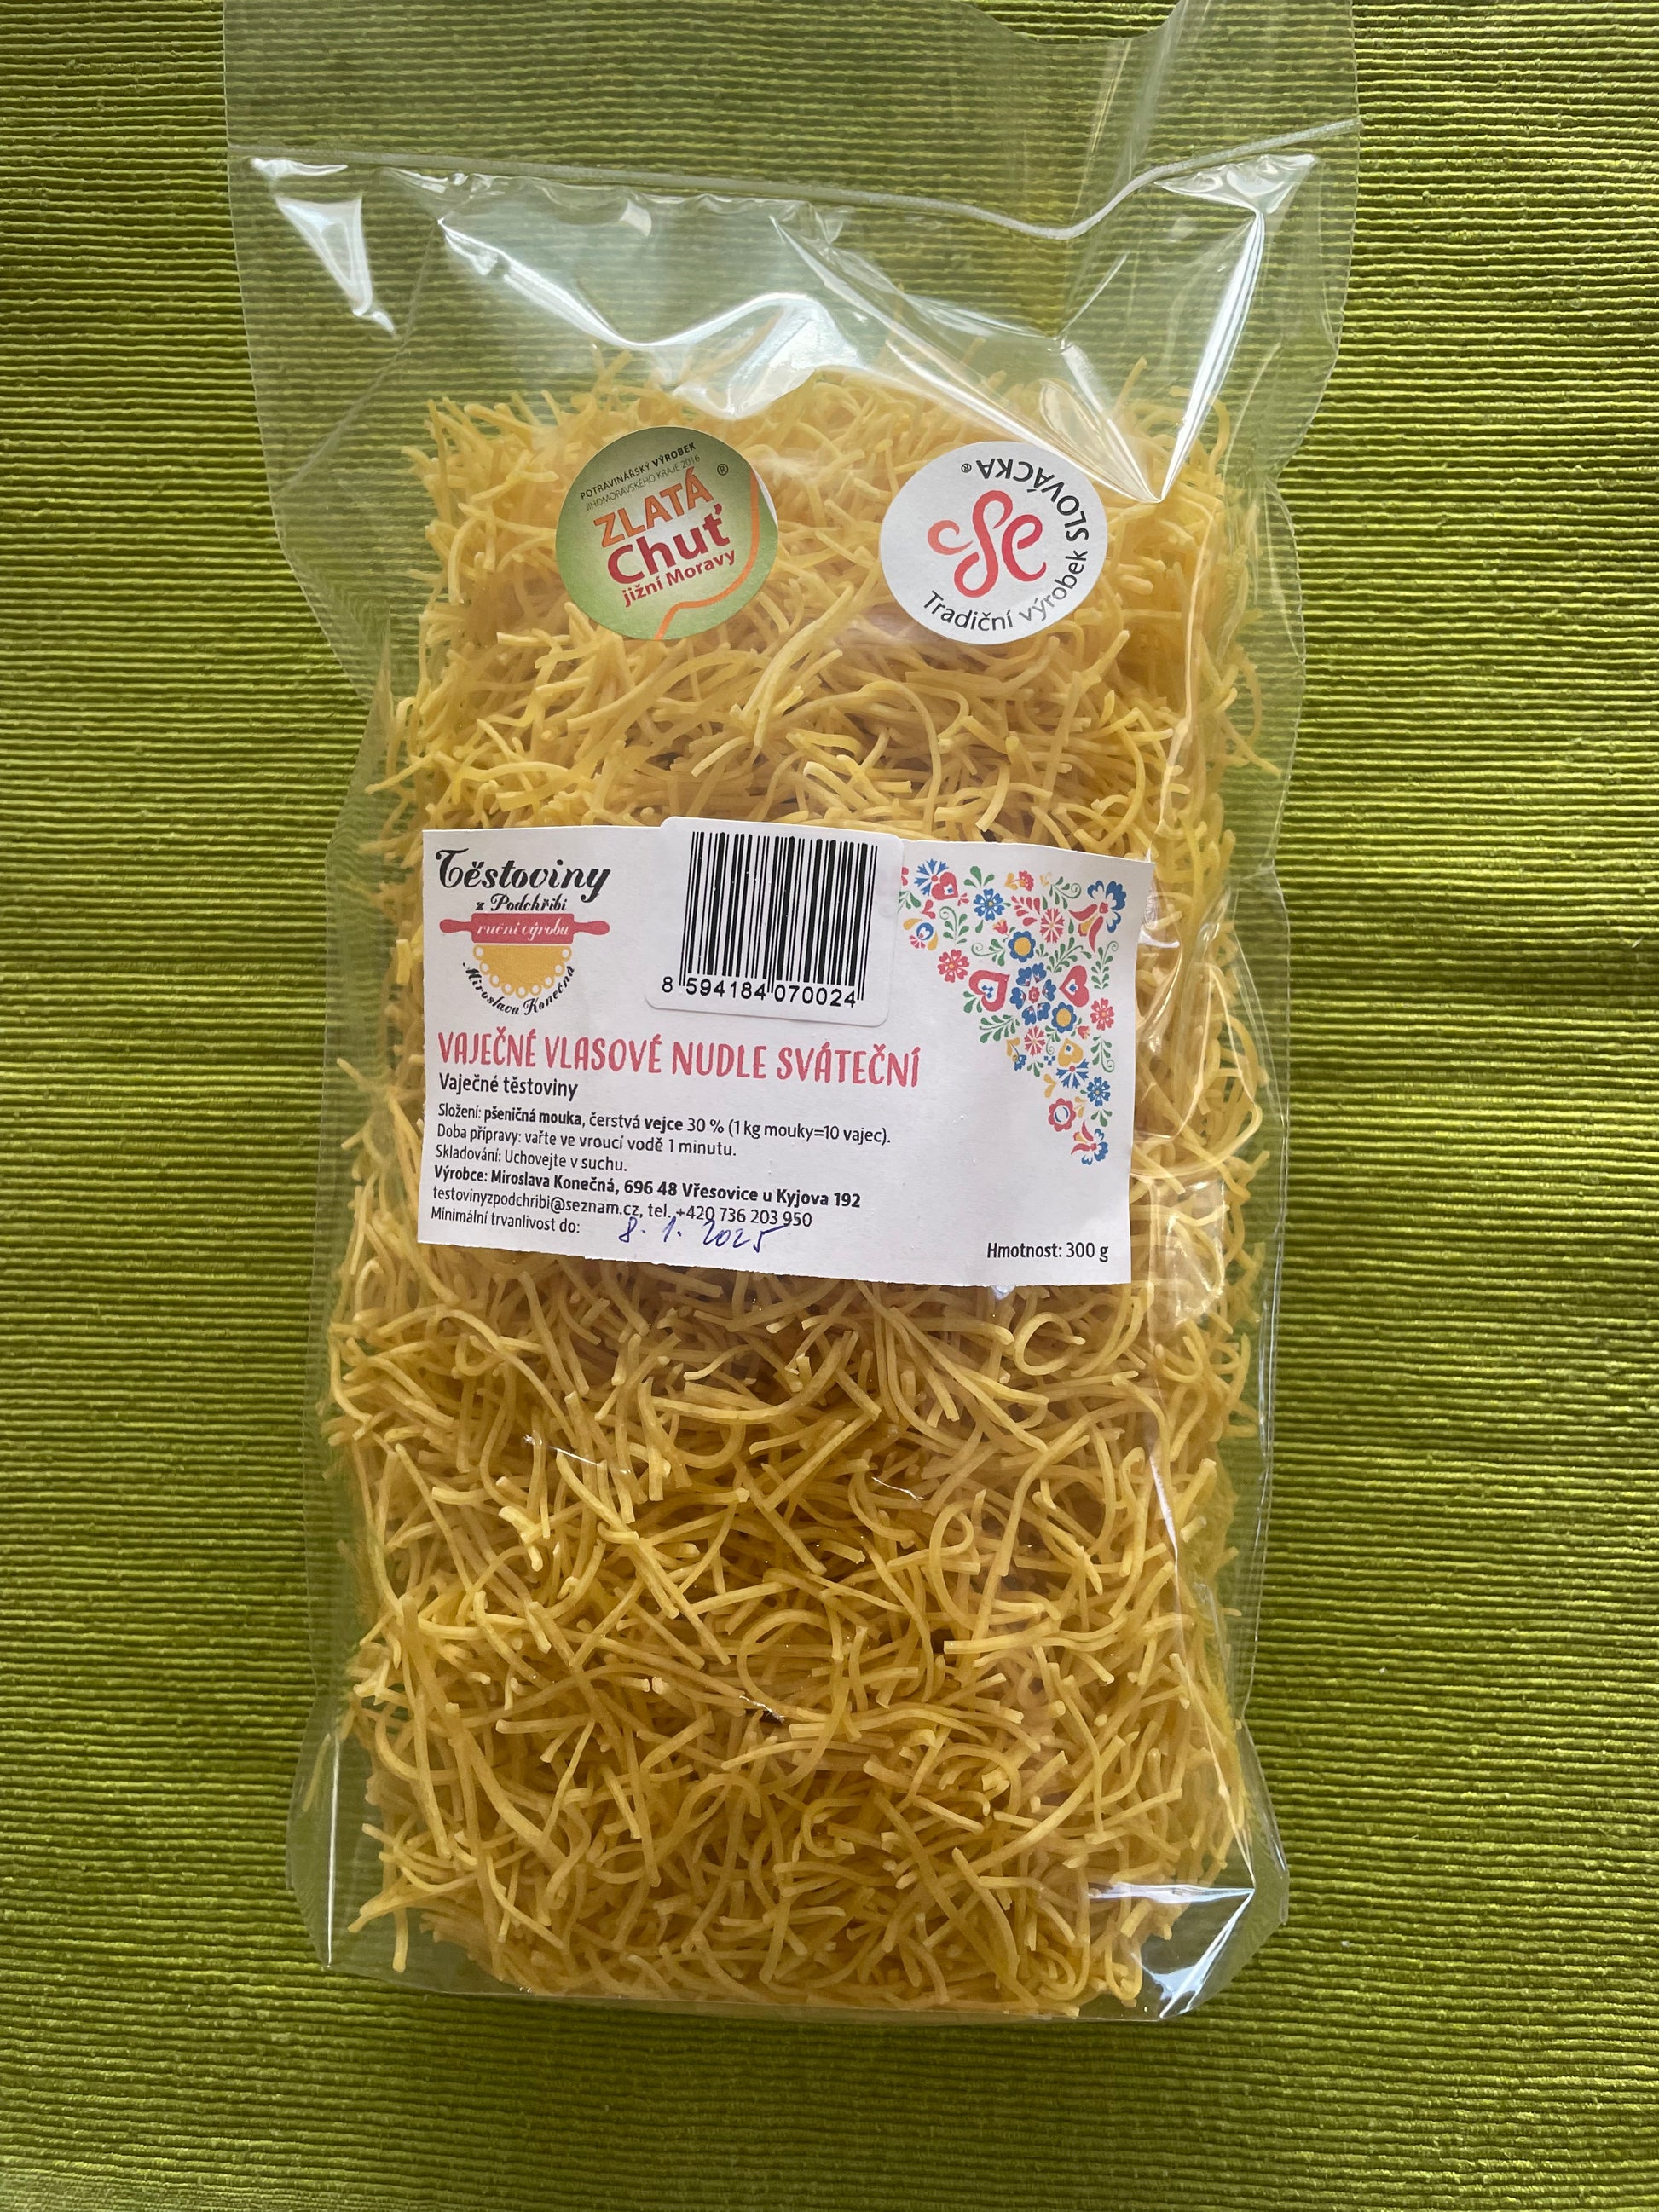 POTRAVINÁŘSKÝ VÝROBEK
JIHOMORAVSKÉHO KRAJE 2016
ZLATÁ ®
Chuť
jižní Moravy
Tradiční výrobek SLOVÁCKA ®
Těstoviny
z Podchřibí
ruční výroba
Miroslava Konečná
8 594184 070024
VAJEČNÉ VLASOVÉ NUDLE SVÁTEČNÍ
Vaječné těstoviny
Složení: pšeničná mouka, čerstvá vejce 30 % (1 kg mouky=10 vajec).
Doba přípravy: vařte ve vroucí vodě 1 minutu.
Skladování: Uchovejte v suchu.
Výrobce: Miroslava Konečná, 696 48 Vřesovice u Kyjova 192
testovinyzpodchribi@seznam.cz, tel. +420 736 203 950
Minimální trvanlivost do: 8. 1. 2025
Hmotnost: 300 g